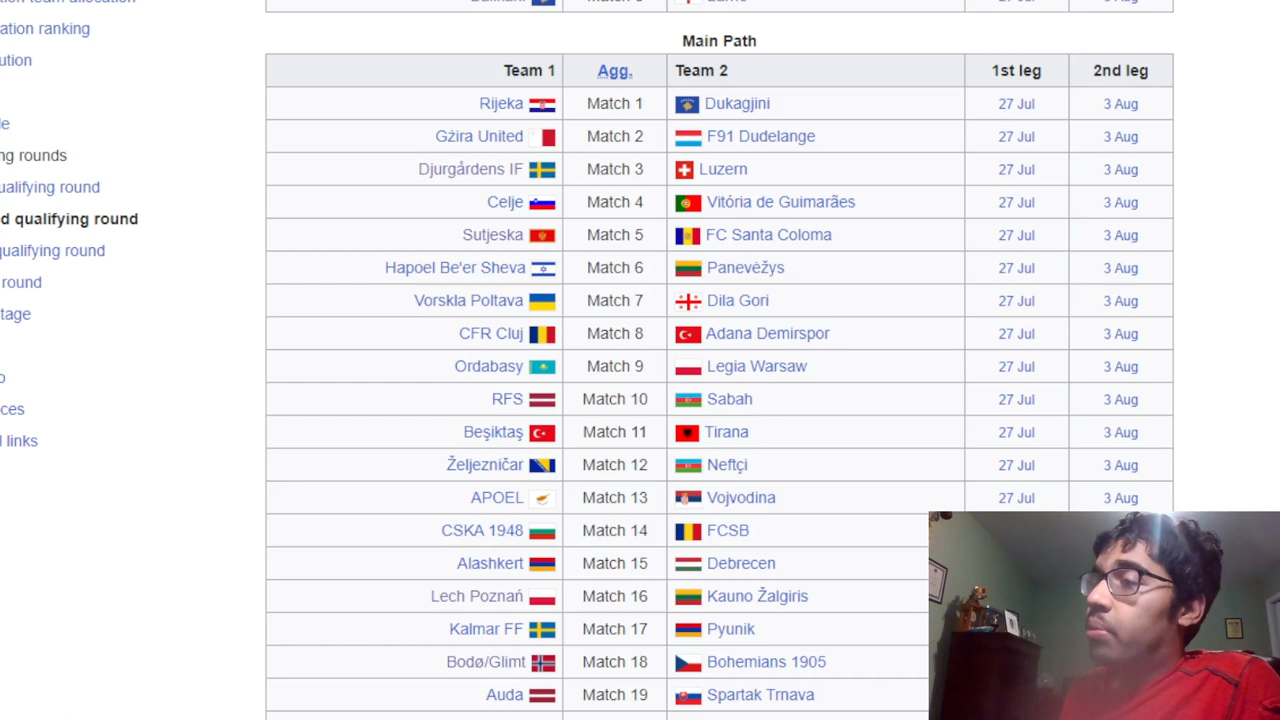 ation ranking
ution
le
ng rounds
ualifying round
d qualifying round
qualifying round
round
tage
o
ces
l links
27 Jul 3 Aug
Main Path
Team 1 Agg. Team 2 1st leg 2nd leg
Rijeka Match 1 Dukagjini 27 Jul 3 Aug
Gżira United Match 2 F91 Dudelange 27 Jul 3 Aug
Djurgårdens IF Match 3 Luzern 27 Jul 3 Aug
Celje Match 4 Vitória de Guimarães 27 Jul 3 Aug
Sutjeska Match 5 FC Santa Coloma 27 Jul 3 Aug
Hapoel Be'er Sheva Match 6 Panevėžys 27 Jul 3 Aug
Vorskla Poltava Match 7 Dila Gori 27 Jul 3 Aug
CFR Cluj Match 8 Adana Demirspor 27 Jul 3 Aug
Ordabasy Match 9 Legia Warsaw 27 Jul 3 Aug
RFS Match 10 Sabah 27 Jul 3 Aug
Beşiktaş Match 11 Tirana 27 Jul 3 Aug
Željezničar Match 12 Neftçi 27 Jul 3 Aug
APOEL Match 13 Vojvodina 27 Jul 3 Aug
CSKA 1948 Match 14 FCSB
Alashkert Match 15 Debrecen
Lech Poznań Match 16 Kauno Žalgiris
Kalmar FF Match 17 Pyunik
Bodø/Glimt Match 18 Bohemians 1905
Auda Match 19 Spartak Trnava